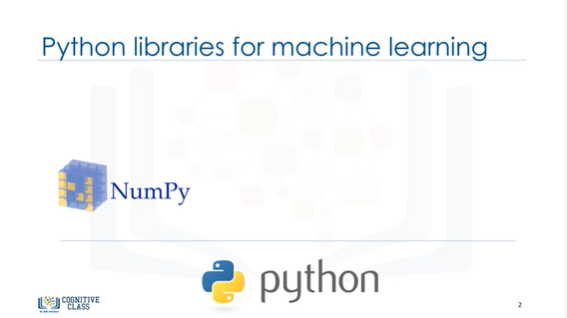 Python libraries for machine learning
NumPy
python
COGNITIVE
CLASS
2